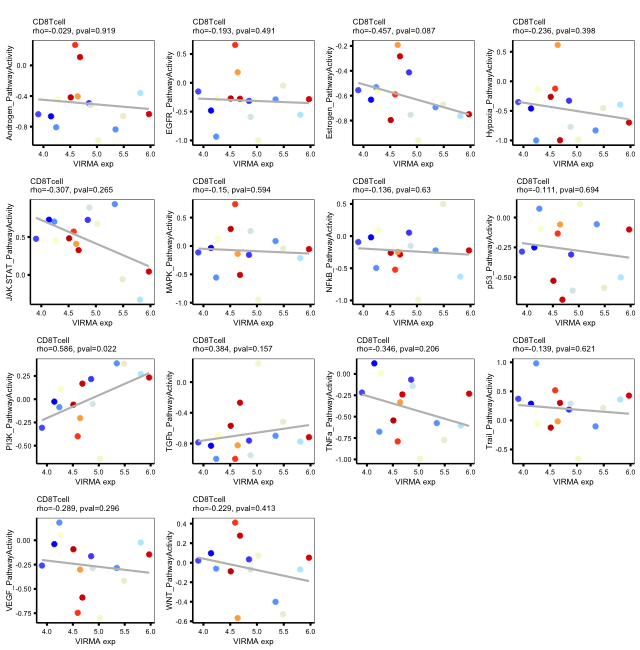 CD8Tcell
rho=-0.029, pval=0.919
Androgen_PathwayActivity
0.0
-0.4
-0.8
4.0 4.5 5.0 5.5 6.0
VIRMA exp
CD8Tcell
rho=-0.193, pval=0.491
EGFR_PathwayActivity
0.5
0.0
-0.5
-1.0
4.0 4.5 5.0 5.5 6.0
VIRMA exp
CD8Tcell
rho=-0.457, pval=0.087
Estrogen_PathwayActivity
-0.2
-0.4
-0.6
-0.8
4.0 4.5 5.0 5.5 6.0
VIRMA exp
CD8Tcell
rho=-0.236, pval=0.398
Hypoxia_PathwayActivity
0.5
0.0
-0.5
-1.0
4.0 4.5 5.0 5.5 6.0
VIRMA exp
CD8Tcell
rho=-0.307, pval=0.265
JAK.STAT_PathwayActivity
0.5
0.0
4.0 4.5 5.0 5.5 6.0
VIRMA exp
CD8Tcell
rho=-0.15, pval=0.594
MAPK_PathwayActivity
0.5
0.0
-0.5
-1.0
4.0 4.5 5.0 5.5 6.0
VIRMA exp
CD8Tcell
rho=-0.136, pval=0.63
NFkB_PathwayActivity
0.5
0.0
-0.5
-1.0
4.0 4.5 5.0 5.5 6.0
VIRMA exp
CD8Tcell
rho=-0.111, pval=0.694
p53_PathwayActivity
0.00
-0.25
-0.50
4.0 4.5 5.0 5.5 6.0
VIRMA exp
CD8Tcell
rho=0.586, pval=0.022
PI3K_PathwayActivity
0.25
0.00
-0.25
-0.50
4.0 4.5 5.0 5.5 6.0
VIRMA exp
CD8Tcell
rho=0.384, pval=0.157
TGFb_PathwayActivity
0.0
-0.4
-0.8
4.0 4.5 5.0 5.5 6.0
VIRMA exp
CD8Tcell
rho=-0.346, pval=0.206
TNFa_PathwayActivity
0.00
-0.25
-0.50
-0.75
-1.00
4.0 4.5 5.0 5.5 6.0
VIRMA exp
CD8Tcell
rho=-0.139, pval=0.621
Trail_PathwayActivity
1.0
0.5
0.0
-0.5
4.0 4.5 5.0 5.5 6.0
VIRMA exp
CD8Tcell
rho=-0.289, pval=0.296
VEGF_PathwayActivity
0.00
-0.25
-0.50
-0.75
4.0 4.5 5.0 5.5 6.0
VIRMA exp
CD8Tcell
rho=-0.229, pval=0.413
WNT_PathwayActivity
0.4
0.2
0.0
-0.2
-0.4
-0.6
4.0 4.5 5.0 5.5 6.0
VIRMA exp